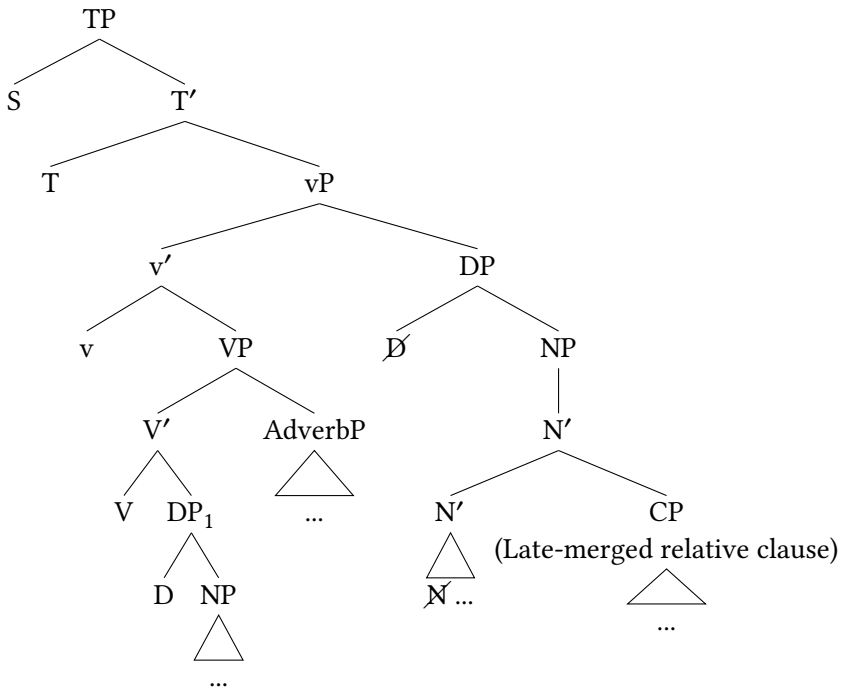 TP
S T′
T vP
v′ DP
v VP D̸ NP
V′ AdverbP N′
V DP₁ ... N′ CP
(Late-merged relative clause)
D NP N̸ ...
...
...